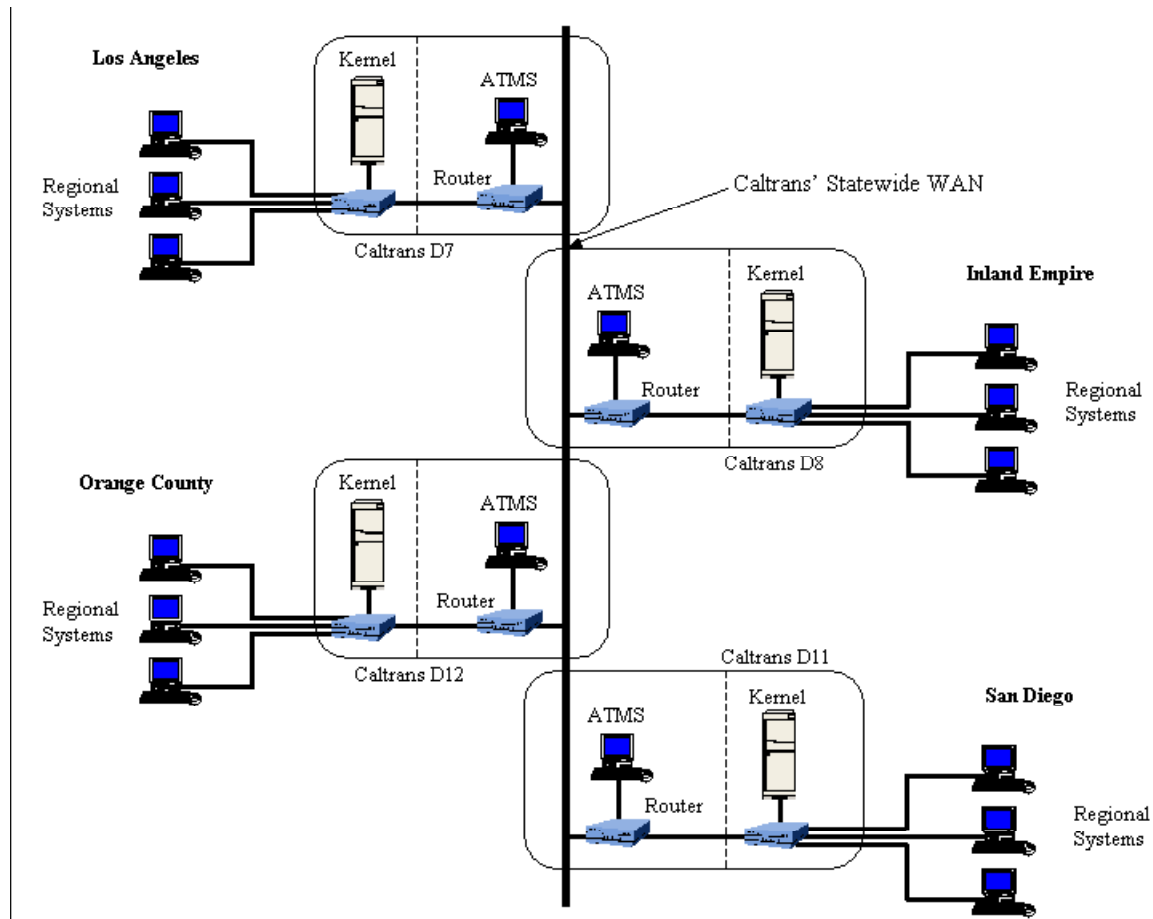 Los Angeles
Kernel
ATMS
Regional
Systems
Router
Caltrans D7
Caltrans' Statewide WAN
ATMS
Kernel
Inland Empire
Router
Regional
Systems
Caltrans D8
Orange County
Kernel
ATMS
Regional
Systems
Router
Caltrans D12
Caltrans D11
ATMS
Kernel
San Diego
Router
Regional
Systems